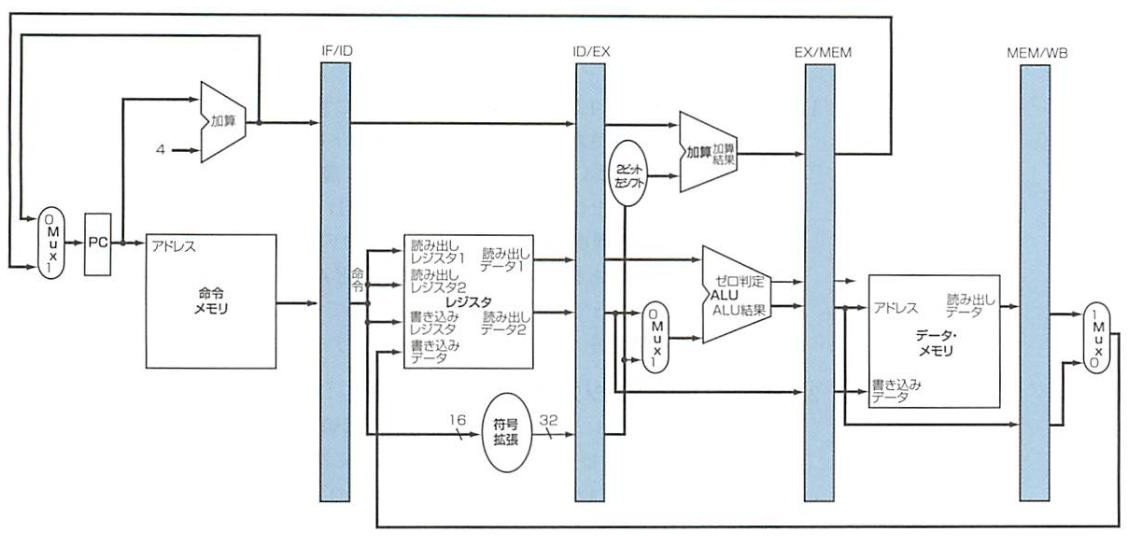 IF/ID
ID/EX
EX/MEM
MEM/WB
加算
4
加算 加算
結果
2ビット
左シフト
0
M
u
x
1
PC
アドレス
命令
メモリ
命
令
読み出し
レジスタ1
読み出し
データ1
読み出し
レジスタ2
レジスタ
書き込み
レジスタ
読み出し
データ2
書き込み
データ
0
M
u
x
1
ゼロ判定
ALU
ALU結果
アドレス
読み出し
データ
データ・
メモリ
書き込み
データ
1
M
u
x
0
16
符号
拡張
32